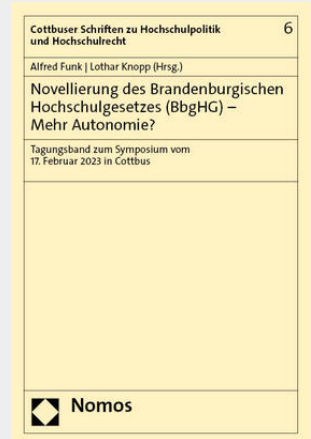 Cottbuser Schriften zu Hochschulpolitik
und Hochschulrecht
6
Alfred Funk | Lothar Knopp (Hrsg.)
Novellierung des Brandenburgischen
Hochschulgesetzes (BbgHG) –
Mehr Autonomie?
Tagungsband zum Symposium vom
17. Februar 2023 in Cottbus
Nomos